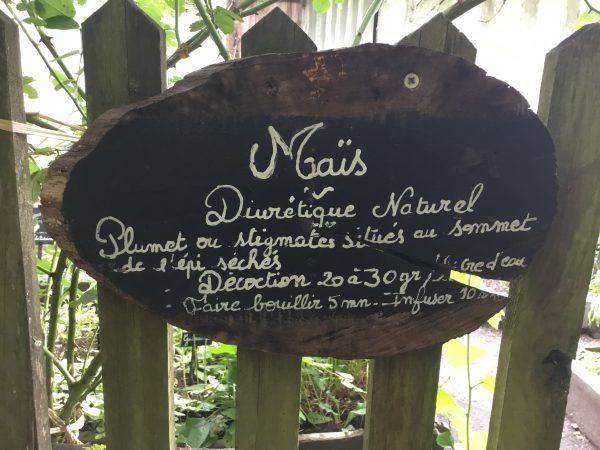 Maïs
Diurétique Naturel
Plumet ou stigmates situés au sommet
de l'épi séchés
Décoction 20 à 30 gr d'eau
Faire bouillir 5 mn - Infuser 10